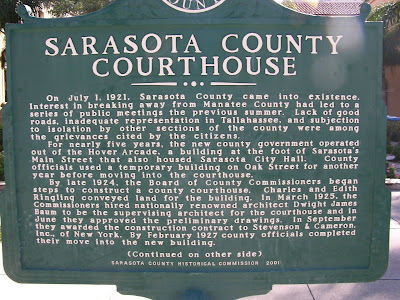 OUNT
SARASOTA COUNTY
COURTHOUSE
On July 1, 1921, Sarasota County came into existence.
Interest in breaking away from Manatee County had led to a
series of public meetings the previous summer. Lack of good
roads, inadequate representation in Tallahassee, and subjection
to isolation by other sections of the county were among
the grievances cited by the citizens.
For nearly five years, the new county government operated
out of the Hover Arcade, a building at the foot of Sarasota's
Main Street that also housed Sarasota City Hall. County
officials used a temporary building on Oak Street for another
year before moving into the courthouse.
By late 1924, the Board of County Commissioners began
steps to construct a county courthouse. Charles and Edith
Ringling conveyed land for the building. In March 1925, the
Commissioners hired nationally renowned architect Dwight James
Baum to be the supervising architect for the courthouse and in
June they approved the preliminary drawings. In September
they awarded the construction contract to Stevenson & Cameron,
Inc., of New York. By February 1927 county officials completed
their move into the new building.
(Continued on other side)
SARASOTA COUNTY HISTORICAL COMMISSION 2001